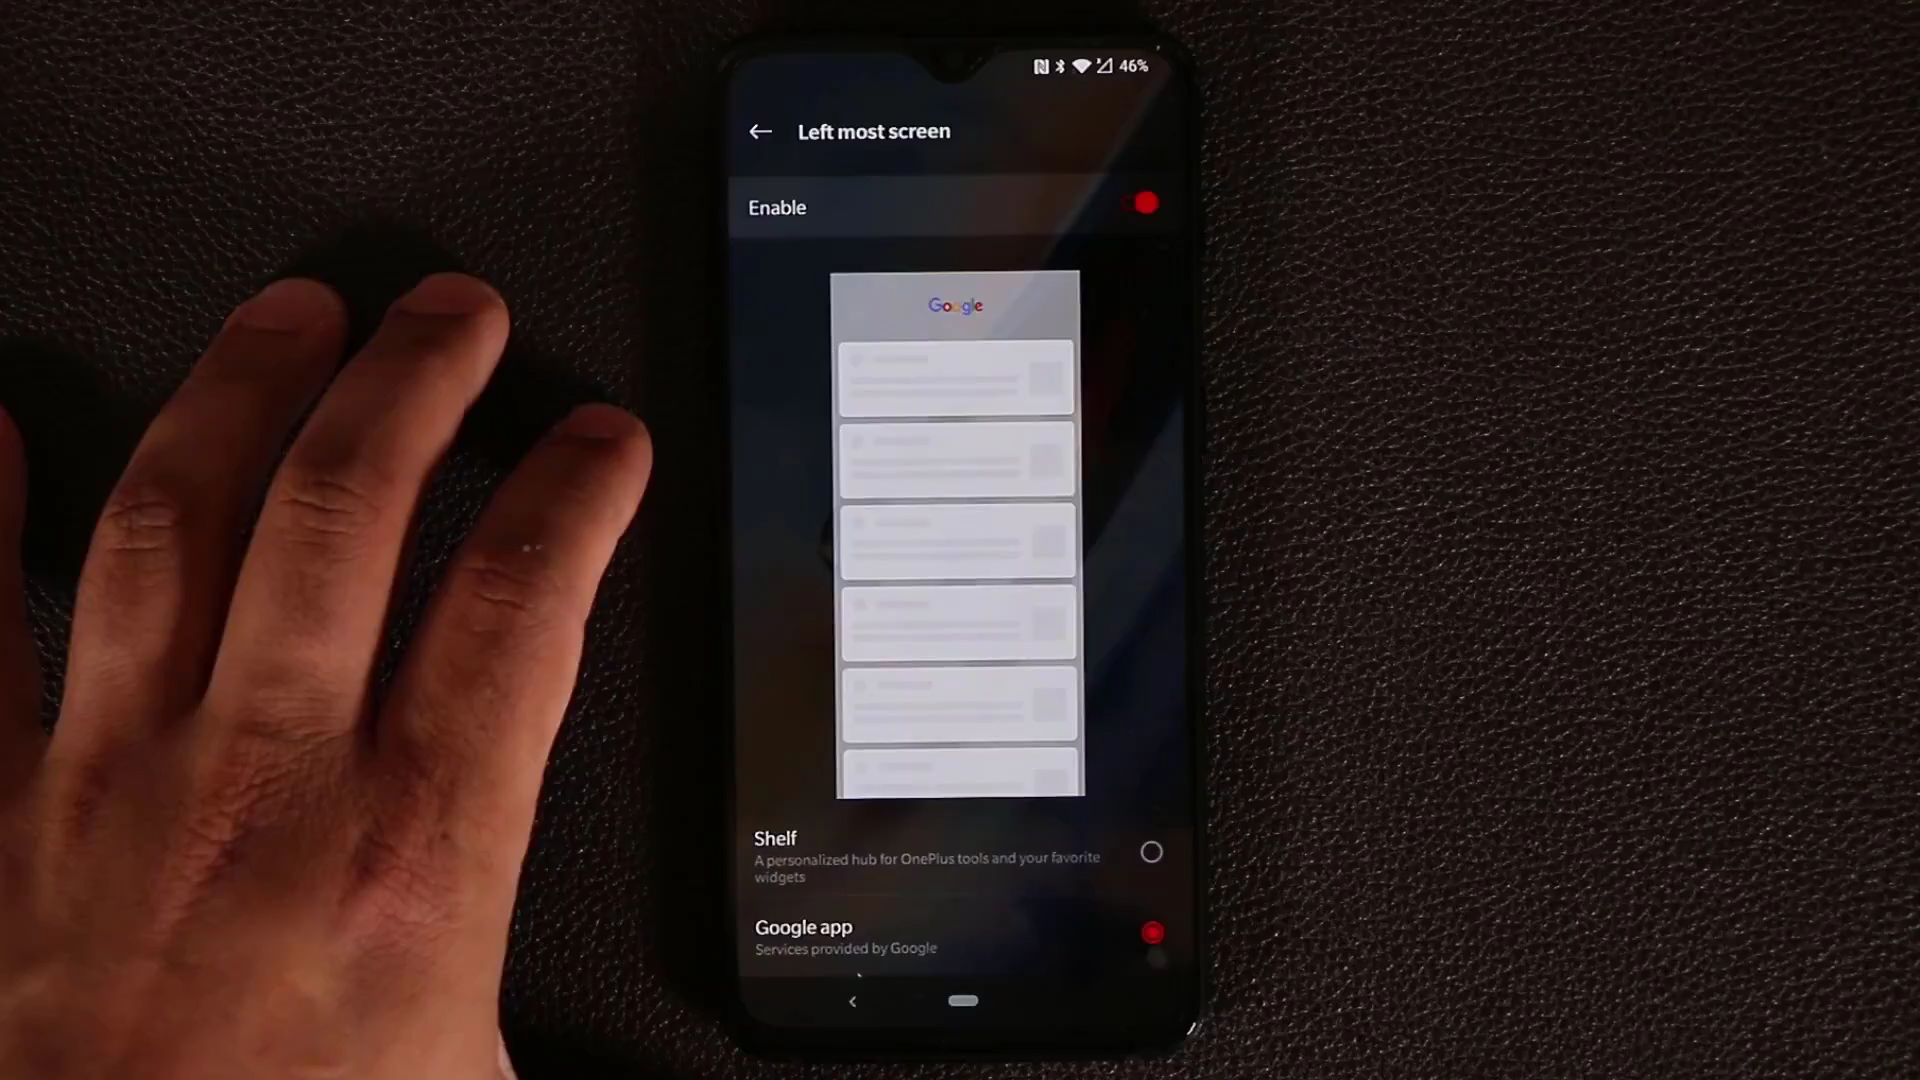 46%
Left most screen
Enable
Google
Shelf
A personalized hub for OnePlus tools and your favorite
widgets
Google app
Services provided by Google